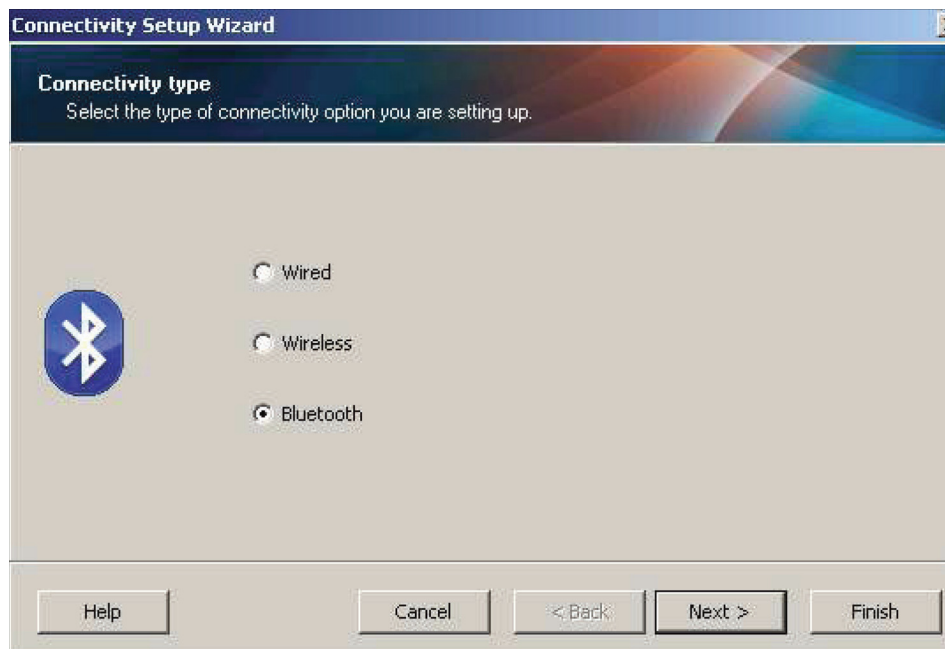 Connectivity Setup Wizard
Connectivity type
Select the type of connectivity option you are setting up.
Wired
Wireless
Bluetooth
Help
Cancel
< Back
Next >
Finish